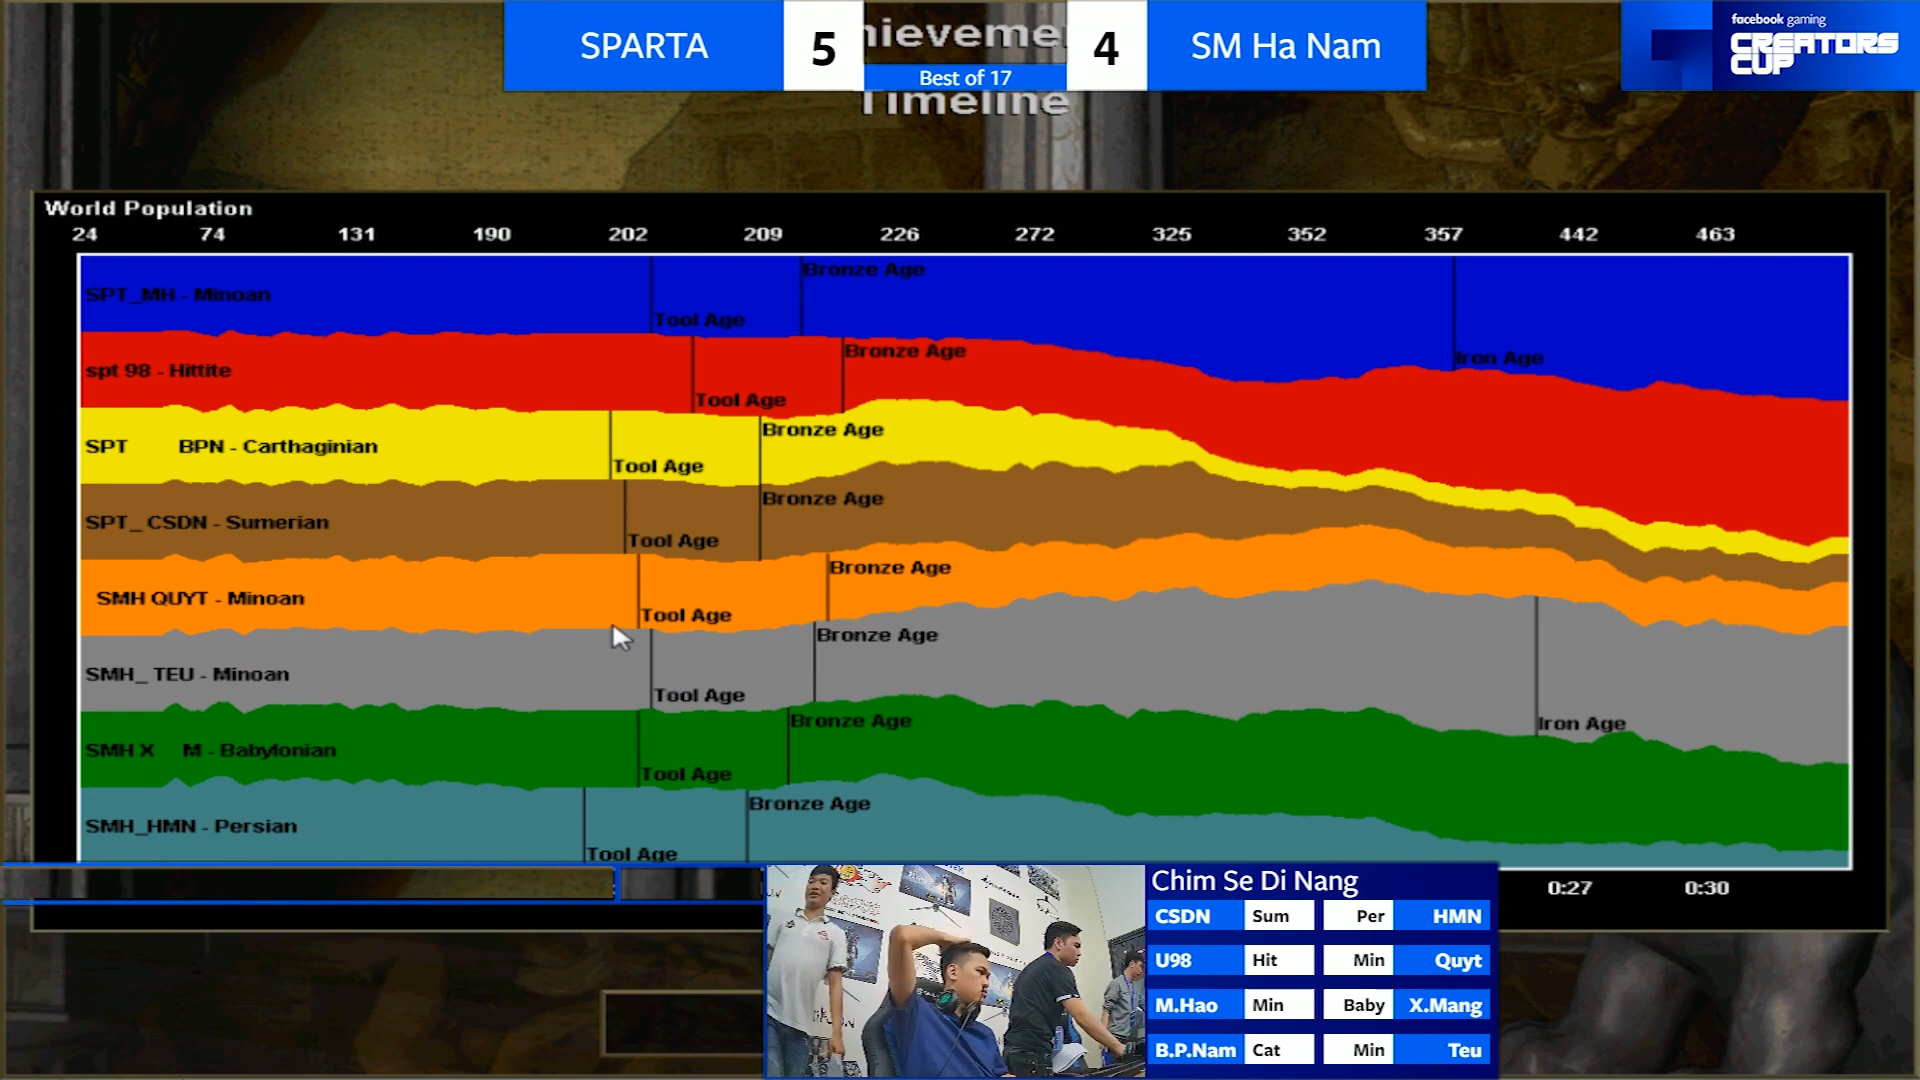 SPARTA
5
hievemen
Best of 17
Timeline
4
SM Ha Nam
facebook gaming
CREATORS
CUP
World Population
24 74 131 190 202 209 226 272 325 352 357 442 463
Bronze Age
SPT_MH - Minoan
Tool Age
Bronze Age
Iron Age
spt 98 - Hittite
Tool Age
Bronze Age
SPT BPN - Carthaginian
Tool Age
Bronze Age
SPT_ CSDN - Sumerian
Tool Age
Bronze Age
SMH QUYT - Minoan
Tool Age
Bronze Age
SMH_ TEU - Minoan
Tool Age
Bronze Age
Iron Age
SMH X M - Babylonian
Tool Age
Bronze Age
SMH_HMN - Persian
Tool Age
0:27 0:30
Chim Se Di Nang
CSDN Sum Per HMN
U98 Hit Min Quyt
M.Hao Min Baby X.Mang
B.P.Nam Cat Min Teu